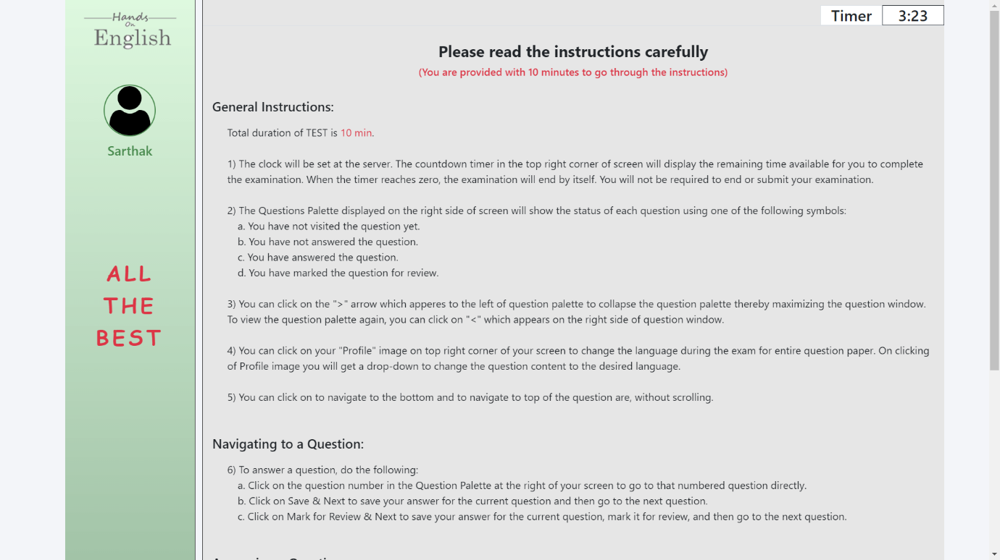 Hands
On
English
Sarthak
ALL
THE
BEST
Timer 3:23
Please read the instructions carefully
(You are provided with 10 minutes to go through the instructions)
General Instructions:
Total duration of TEST is 10 min.
1) The clock will be set at the server. The countdown timer in the top right corner of screen will display the remaining time available for you to complete
the examination. When the timer reaches zero, the examination will end by itself. You will not be required to end or submit your examination.
2) The Questions Palette displayed on the right side of screen will show the status of each question using one of the following symbols:
a. You have not visited the question yet.
b. You have not answered the question.
c. You have answered the question.
d. You have marked the question for review.
3) You can click on the ">" arrow which apperes to the left of question palette to collapse the question palette thereby maximizing the question window.
To view the question palette again, you can click on "<" which appears on the right side of question window.
4) You can click on your "Profile" image on top right corner of your screen to change the language during the exam for entire question paper. On clicking
of Profile image you will get a drop-down to change the question content to the desired language.
5) You can click on to navigate to the bottom and to navigate to top of the question are, without scrolling.
Navigating to a Question:
6) To answer a question, do the following:
a. Click on the question number in the Question Palette at the right of your screen to go to that numbered question directly.
b. Click on Save & Next to save your answer for the current question and then go to the next question.
c. Click on Mark for Review & Next to save your answer for the current question, mark it for review, and then go to the next question.